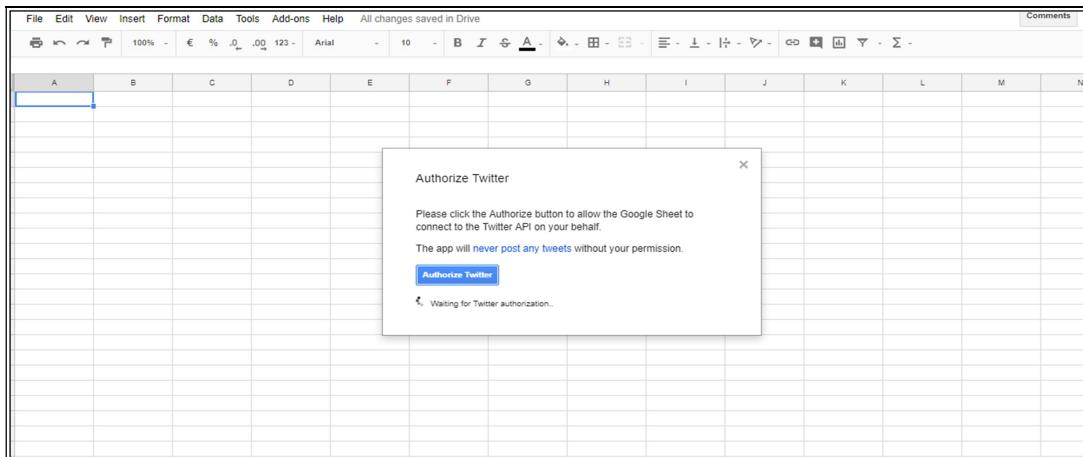 File Edit View Insert Format Data Tools Add-ons Help All changes saved in Drive Comments
100% € % .0 .00 123 Arial 10 B I S A Σ
A B C D E F G H I J K L M N
Authorize Twitter
Please click the Authorize button to allow the Google Sheet to
connect to the Twitter API on your behalf.
The app will never post any tweets without your permission.
Authorize Twitter
Waiting for Twitter authorization..